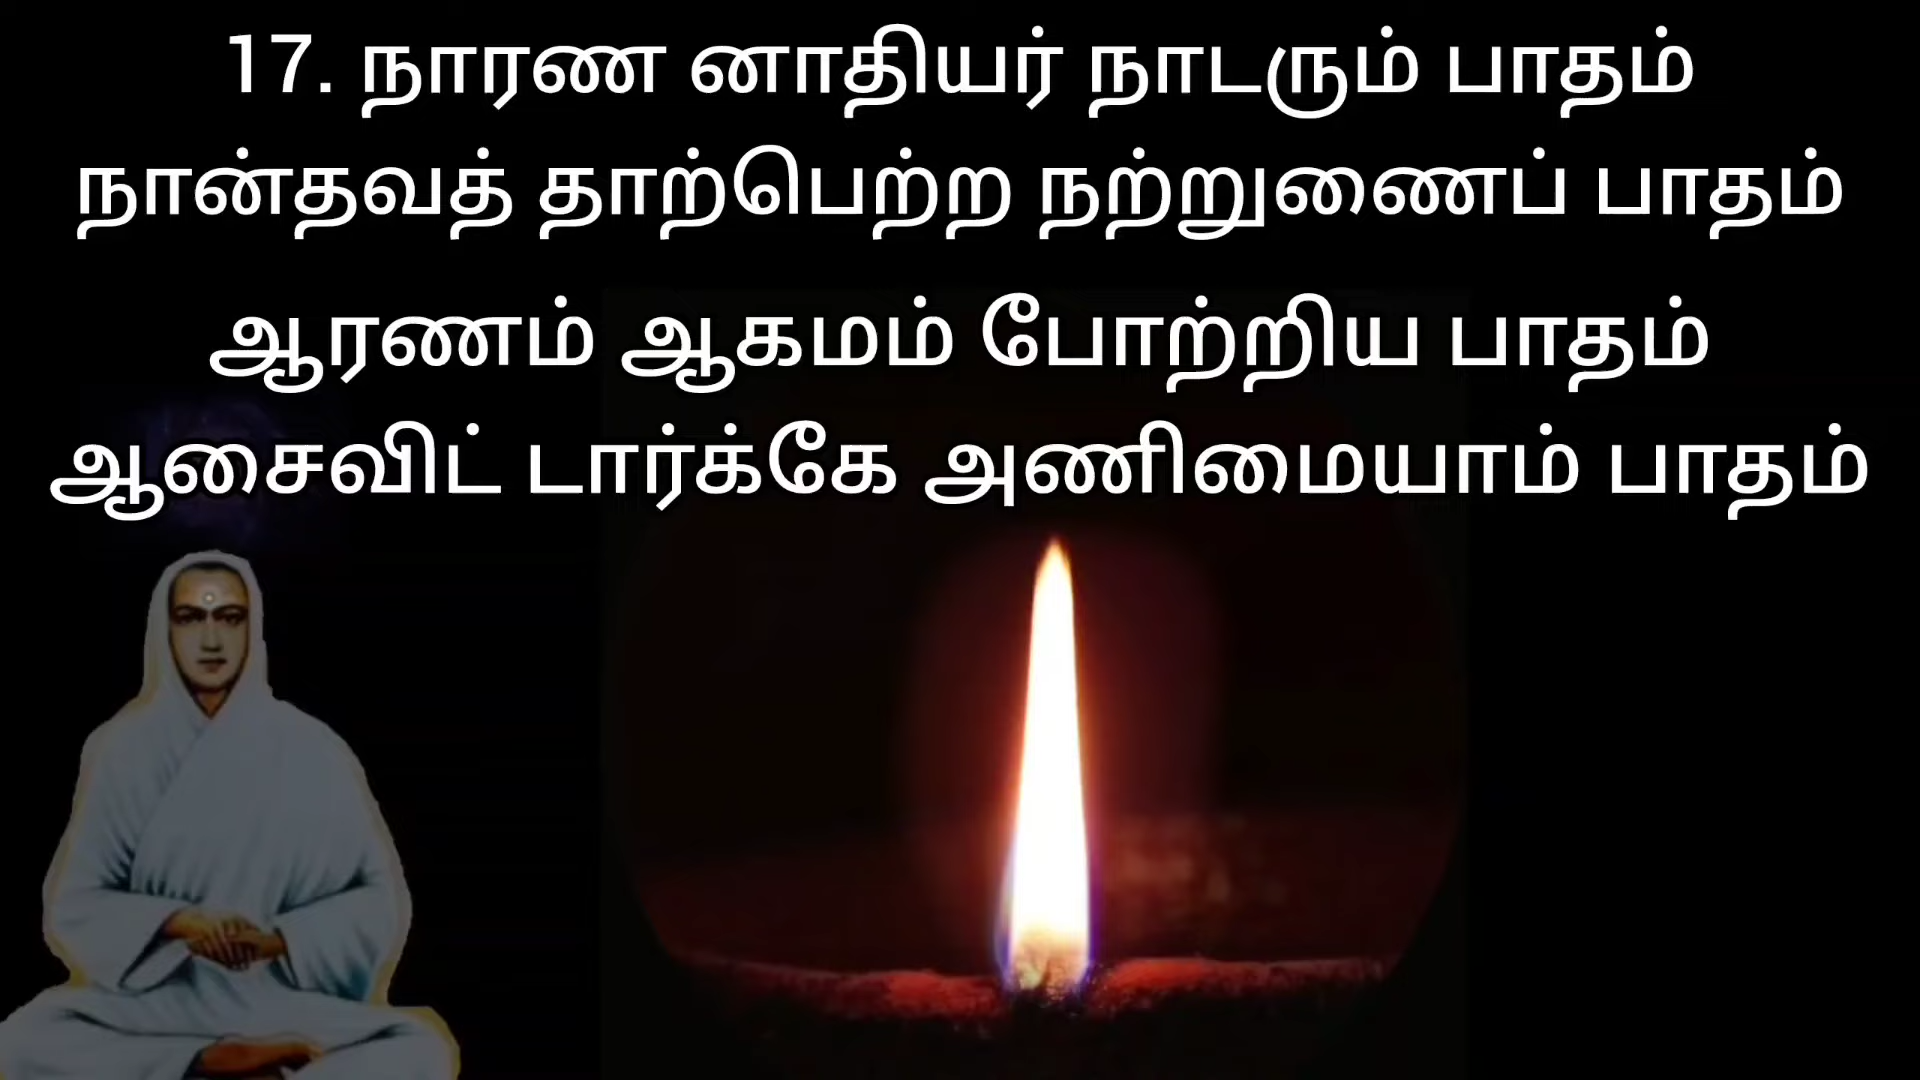 17. நாரண னாதியர் நாடரும் பாதம்
நான்தவத் தாற்பெற்ற நற்றுணைப் பாதம்
ஆரணம் ஆகமம் போற்றிய பாதம்
ஆசைவிட் டார்க்கே அணிமையாம் பாதம்